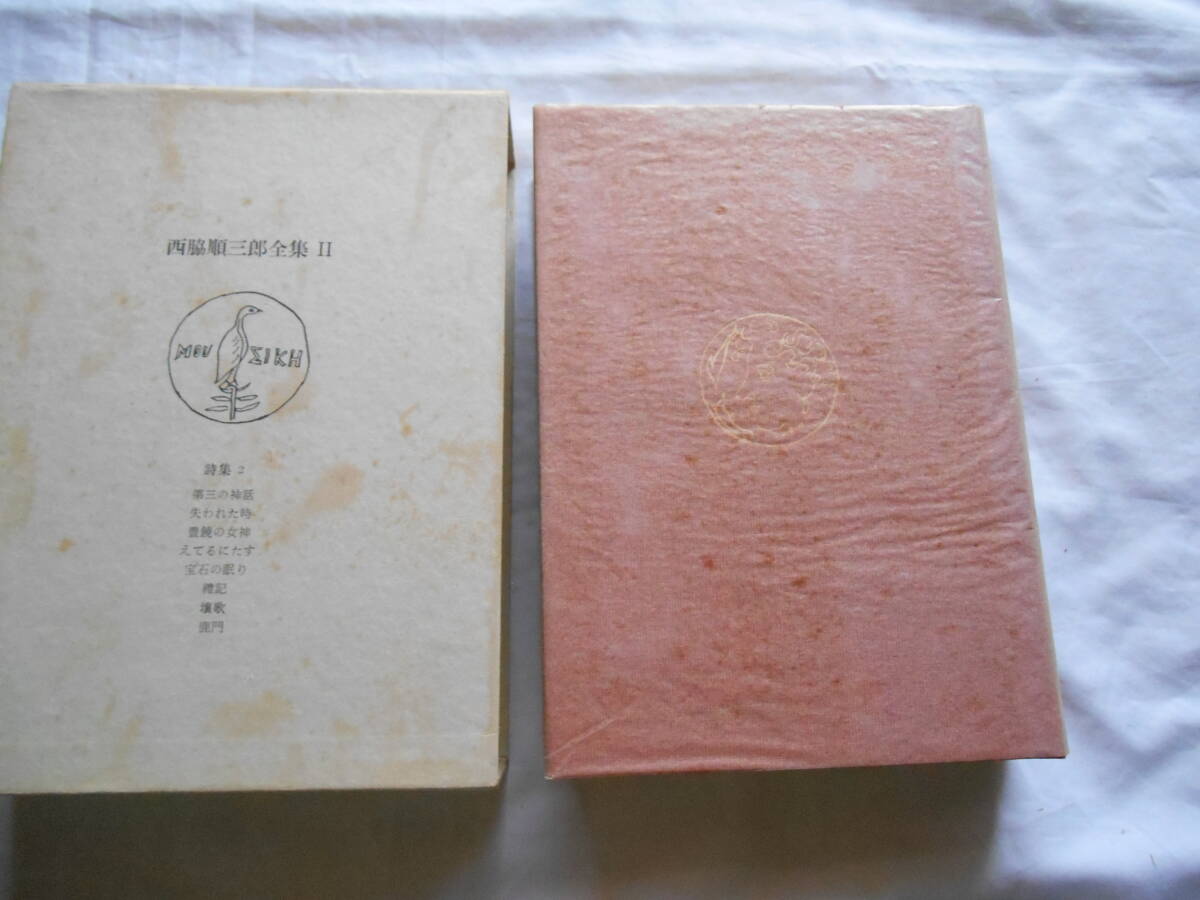 西脇順三郎全集 II
ΜΟΥ ΣΙΚΗ
詩集 2
第三の神話
失われた時
豊饒の女神
えてるにたす
宝石の眠り
禮記
壤歌
鹿門